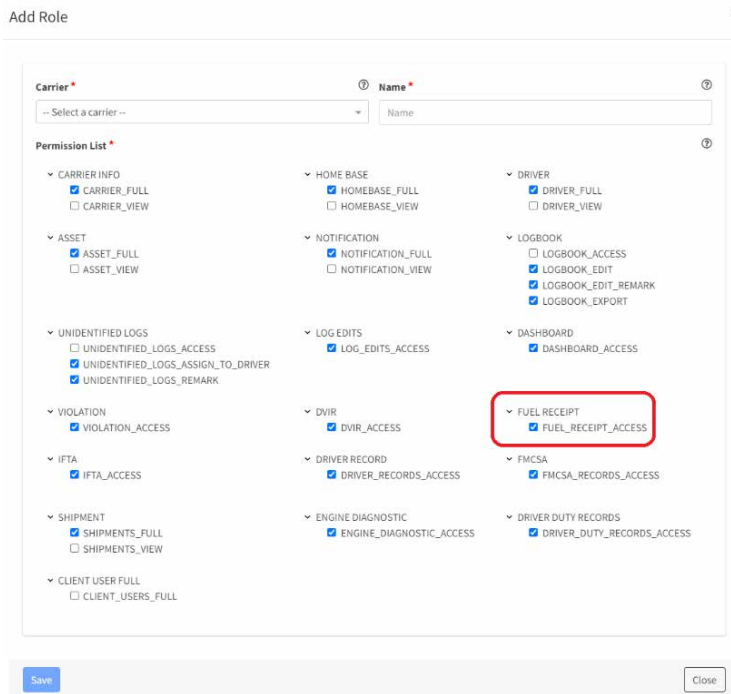 Add Role
Carrier *
Name *
-- Select a carrier --
Name
Permission List *
CARRIER INFO
CARRIER_FULL
CARRIER_VIEW
HOME BASE
HOMEBASE_FULL
HOMEBASE_VIEW
DRIVER
DRIVER_FULL
DRIVER_VIEW
ASSET
ASSET_FULL
ASSET_VIEW
NOTIFICATION
NOTIFICATION_FULL
NOTIFICATION_VIEW
LOGBOOK
LOGBOOK_ACCESS
LOGBOOK_EDIT
LOGBOOK_EDIT_REMARK
LOGBOOK_EXPORT
UNIDENTIFIED LOGS
UNIDENTIFIED_LOGS_ACCESS
UNIDENTIFIED_LOGS_ASSIGN_TO_DRIVER
UNIDENTIFIED_LOGS_REMARK
LOG EDITS
LOG_EDITS_ACCESS
DASHBOARD
DASHBOARD_ACCESS
VIOLATION
VIOLATION_ACCESS
DVIR
DVIR_ACCESS
FUEL RECEIPT
FUEL_RECEIPT_ACCESS
IFTA
IFTA_ACCESS
DRIVER RECORD
DRIVER_RECORDS_ACCESS
FMCSA
FMCSA_RECORDS_ACCESS
SHIPMENT
SHIPMENTS_FULL
SHIPMENTS_VIEW
ENGINE DIAGNOSTIC
ENGINE_DIAGNOSTIC_ACCESS
DRIVER DUTY RECORDS
DRIVER_DUTY_RECORDS_ACCESS
CLIENT USER FULL
CLIENT_USERS_FULL
Save
Close